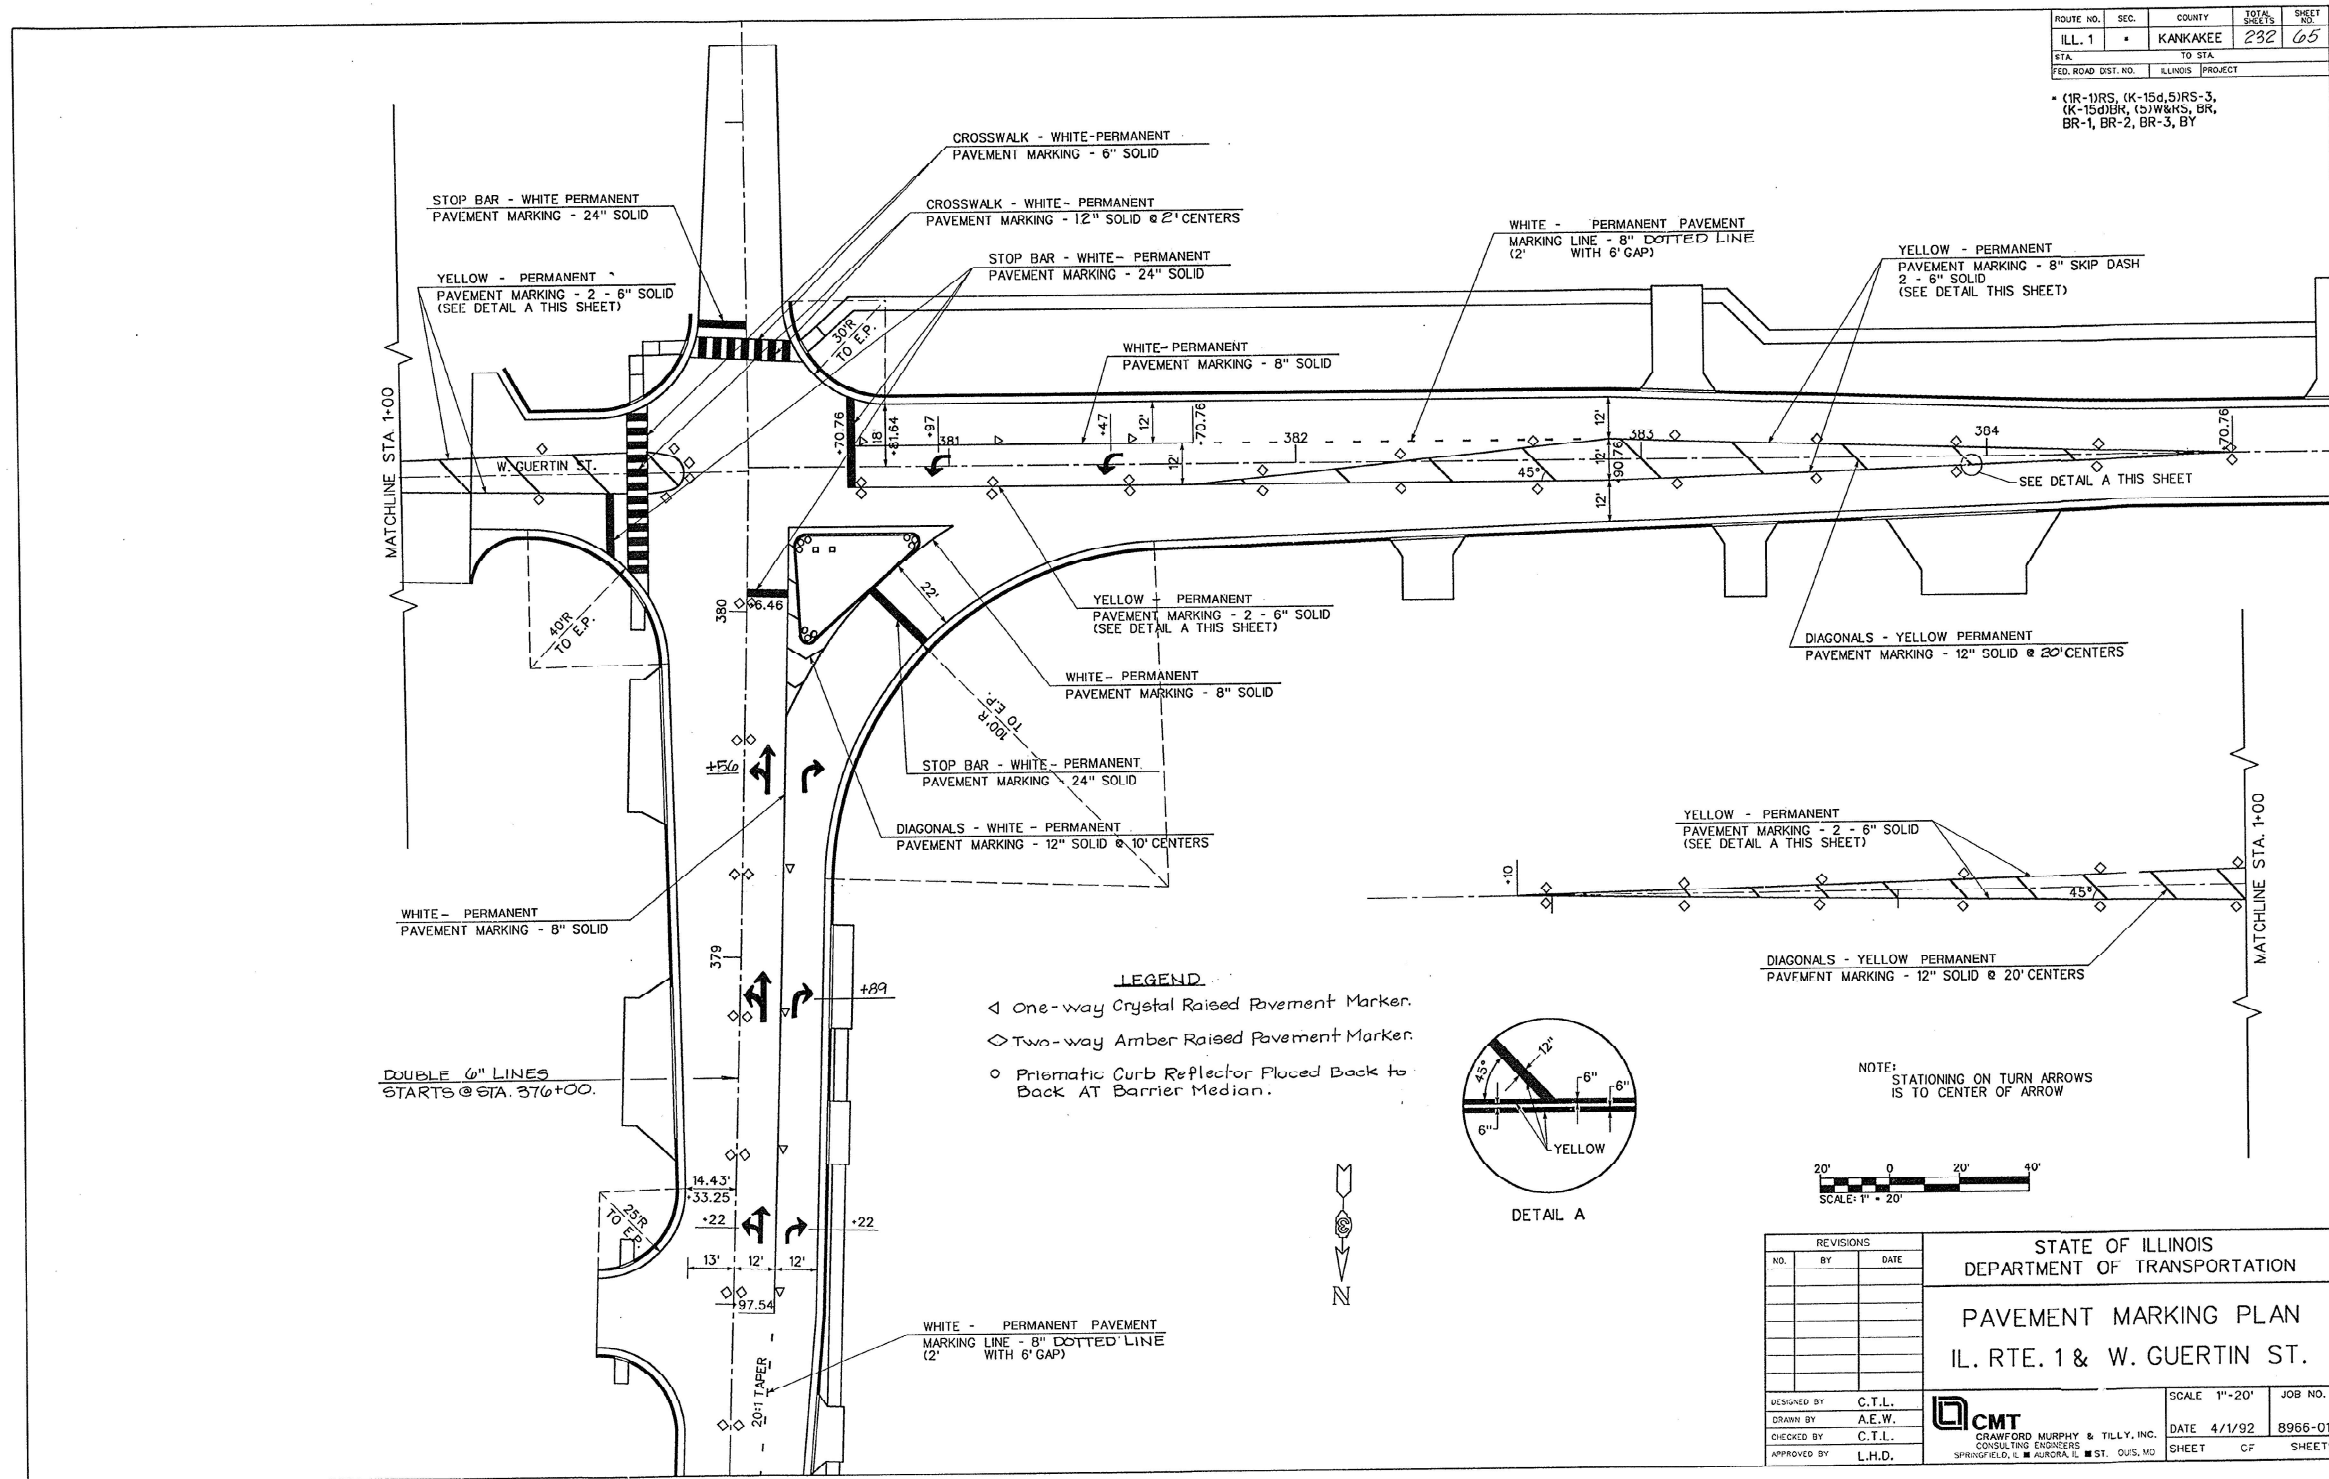 ROUTE NO. SEC. COUNTY TOTAL SHEETS SHEET NO.
ILL. 1 * KANKAKEE 232 65
STA. TO STA.
FED. ROAD DIST. NO. ILLINOIS PROJECT
* (1R-1)RS, (K-15d,5)RS-3,
(K-15d)BR, (5)W&RS, BR,
BR-1, BR-2, BR-3, BY
CROSSWALK - WHITE-PERMANENT
PAVEMENT MARKING - 6" SOLID
STOP BAR - WHITE PERMANENT
PAVEMENT MARKING - 24" SOLID
CROSSWALK - WHITE- PERMANENT
PAVEMENT MARKING - 12" SOLID @ 2' CENTERS
STOP BAR - WHITE- PERMANENT
PAVEMENT MARKING - 24" SOLID
YELLOW - PERMANENT
PAVEMENT MARKING - 2 - 6" SOLID
(SEE DETAIL A THIS SHEET)
WHITE - PERMANENT PAVEMENT
MARKING LINE - 8" DOTTED LINE
(2' WITH 6' GAP)
YELLOW - PERMANENT
PAVEMENT MARKING - 8" SKIP DASH
2 - 6" SOLID
(SEE DETAIL THIS SHEET)
WHITE- PERMANENT
PAVEMENT MARKING - 8" SOLID
30'R
TO E.P.
MATCHLINE STA. 1+00
W. GUERTIN ST.
+70.76
18'
+81.64
+97
381
+47
12'
12'
+70.76
382
12'
383
12'
+90.76
12'
45°
384
+70.76
SEE DETAIL A THIS SHEET
40'R
TO E.P.
380
+6.46
22'
YELLOW - PERMANENT
PAVEMENT MARKING - 2 - 6" SOLID
(SEE DETAIL A THIS SHEET)
DIAGONALS - YELLOW PERMANENT
PAVEMENT MARKING - 12" SOLID @ 20' CENTERS
WHITE- PERMANENT
PAVEMENT MARKING - 8" SOLID
100'R
TO E.P.
+56
STOP BAR - WHITE- PERMANENT
PAVEMENT MARKING - 24" SOLID
DIAGONALS - WHITE - PERMANENT
PAVEMENT MARKING - 12" SOLID @ 10' CENTERS
WHITE- PERMANENT
PAVEMENT MARKING - 8" SOLID
379
+89
YELLOW - PERMANENT
PAVEMENT MARKING - 2 - 6" SOLID
(SEE DETAIL A THIS SHEET)
+10
45°
MATCHLINE STA. 1+00
DIAGONALS - YELLOW PERMANENT
PAVEMENT MARKING - 12" SOLID @ 20' CENTERS
LEGEND
One-way Crystal Raised Pavement Marker.
Two-way Amber Raised Pavement Marker.
Prismatic Curb Reflector Placed Back to
Back AT Barrier Median.
DOUBLE 6" LINES
STARTS @ STA. 376+00.
45°
12"
6"
6"
6"
YELLOW
DETAIL A
NOTE:
STATIONING ON TURN ARROWS
IS TO CENTER OF ARROW
20' 0 20' 40'
SCALE: 1" = 20'
N
14.43'
+33.25
25'R
TO E.P.
+22
+22
13' 12' 12'
97.54
20:1 TAPER
WHITE - PERMANENT PAVEMENT
MARKING LINE - 8" DOTTED LINE
(2' WITH 6' GAP)
REVISIONS
NO. BY DATE
STATE OF ILLINOIS
DEPARTMENT OF TRANSPORTATION
PAVEMENT MARKING PLAN
IL. RTE. 1 & W. GUERTIN ST.
DESIGNED BY C.T.L.
DRAWN BY A.E.W.
CHECKED BY C.T.L.
APPROVED BY L.H.D.
CMT
CRAWFORD MURPHY & TILLY, INC.
CONSULTING ENGINEERS
SPRINGFIELD, IL ■ AURORA, IL ■ ST. OUIS, MO
SCALE 1"-20' JOB NO.
DATE 4/1/92 8966-01
SHEET CF SHEET